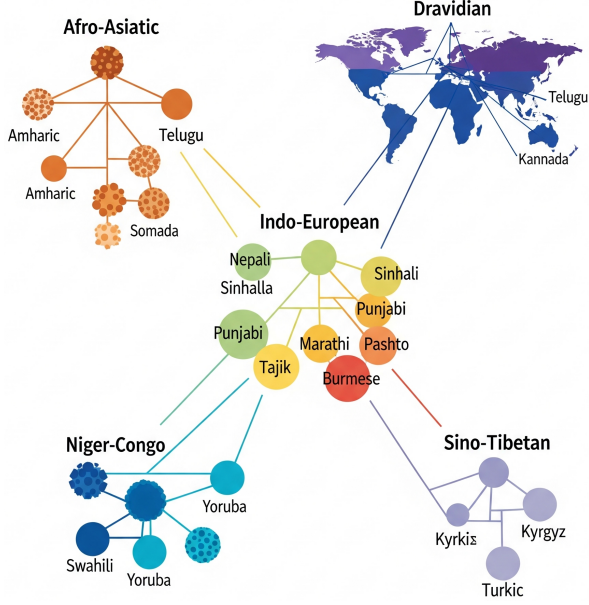 Dravidian
Afro-Asiatic
Telugu
Amharic
Telugu
Kannada
Amharic
Somada
Indo-European
Nepali
Sinhalla
Sinhali
Punjabi
Punjabi
Marathi
Pashto
Tajik
Burmese
Niger-Congo
Sino-Tibetan
Yoruba
Kyrkiz
Kyrgyz
Swahili
Yoruba
Turkic